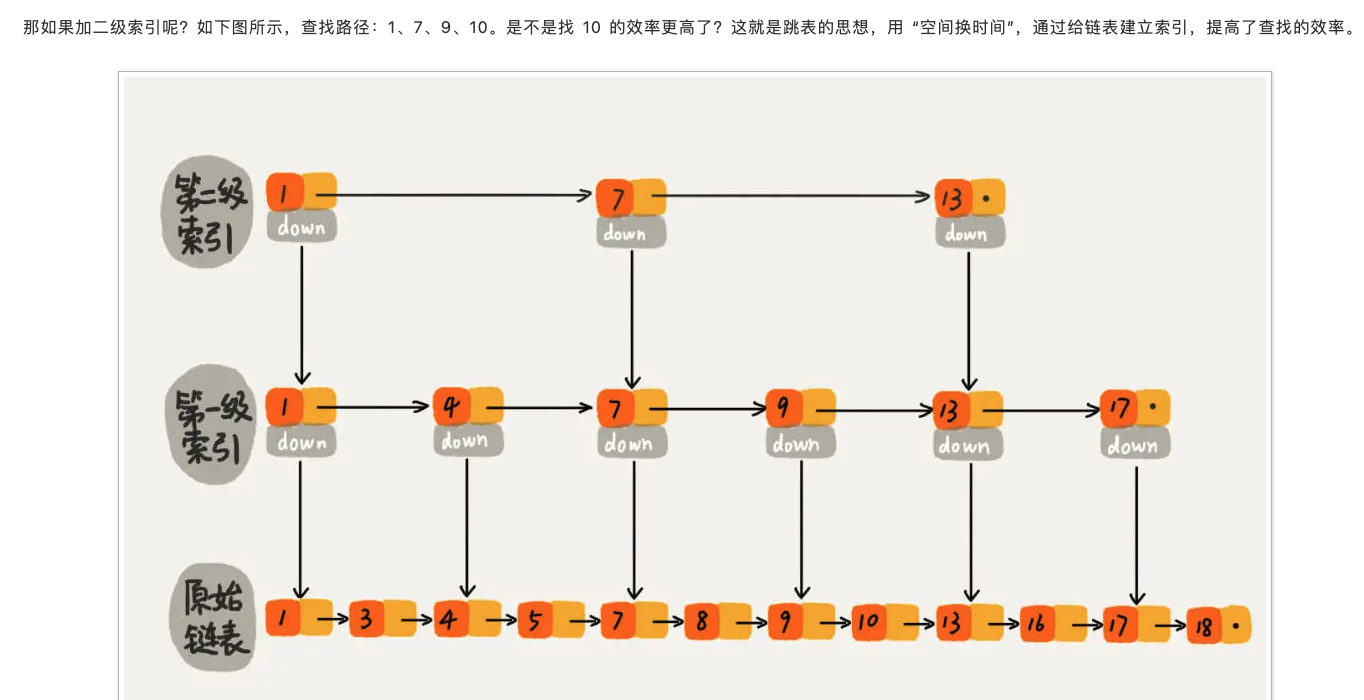 那如果加二级索引呢？如下图所示，查找路径：1、7、9、10。是不是找 10 的效率更高了？这就是跳表的思想，用 “空间换时间”，通过给链表建立索引，提高了查找的效率。
第二级
索引
1 7 13
down down down
第一级
索引
1 4 7 9 13 17
down down down down down down
原始
链表
1 3 4 5 7 8 9 10 13 16 17 18